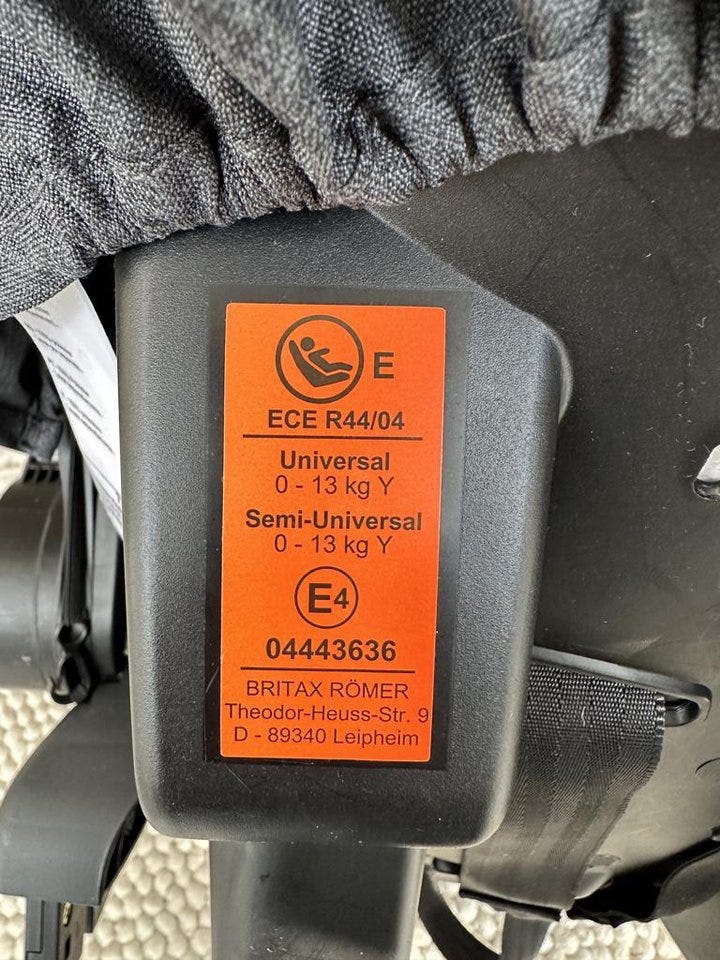 E
ECE R44/04
Universal
0 - 13 kg Y
Semi-Universal
0 - 13 kg Y
E4
04443636
BRITAX RÖMER
Theodor-Heuss-Str. 9
D - 89340 Leipheim